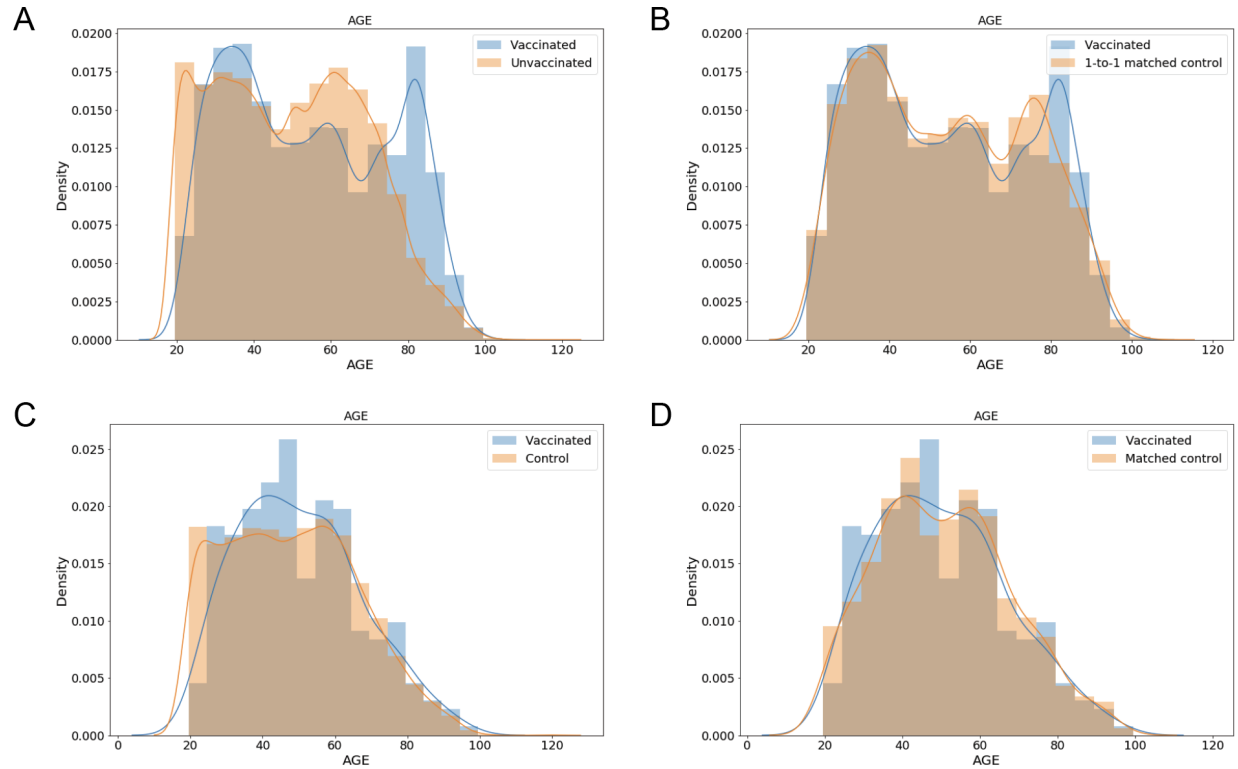 A
AGE
Vaccinated
Unvaccinated
Density
0.0200
0.0175
0.0150
0.0125
0.0100
0.0075
0.0050
0.0025
0.0000
20 40 60 80 100 120
AGE
B
AGE
Vaccinated
1-to-1 matched control
Density
0.0200
0.0175
0.0150
0.0125
0.0100
0.0075
0.0050
0.0025
0.0000
20 40 60 80 100 120
AGE
C
AGE
Vaccinated
Control
Density
0.025
0.020
0.015
0.010
0.005
0.000
0 20 40 60 80 100 120
AGE
D
AGE
Vaccinated
Matched control
Density
0.025
0.020
0.015
0.010
0.005
0.000
0 20 40 60 80 100 120
AGE